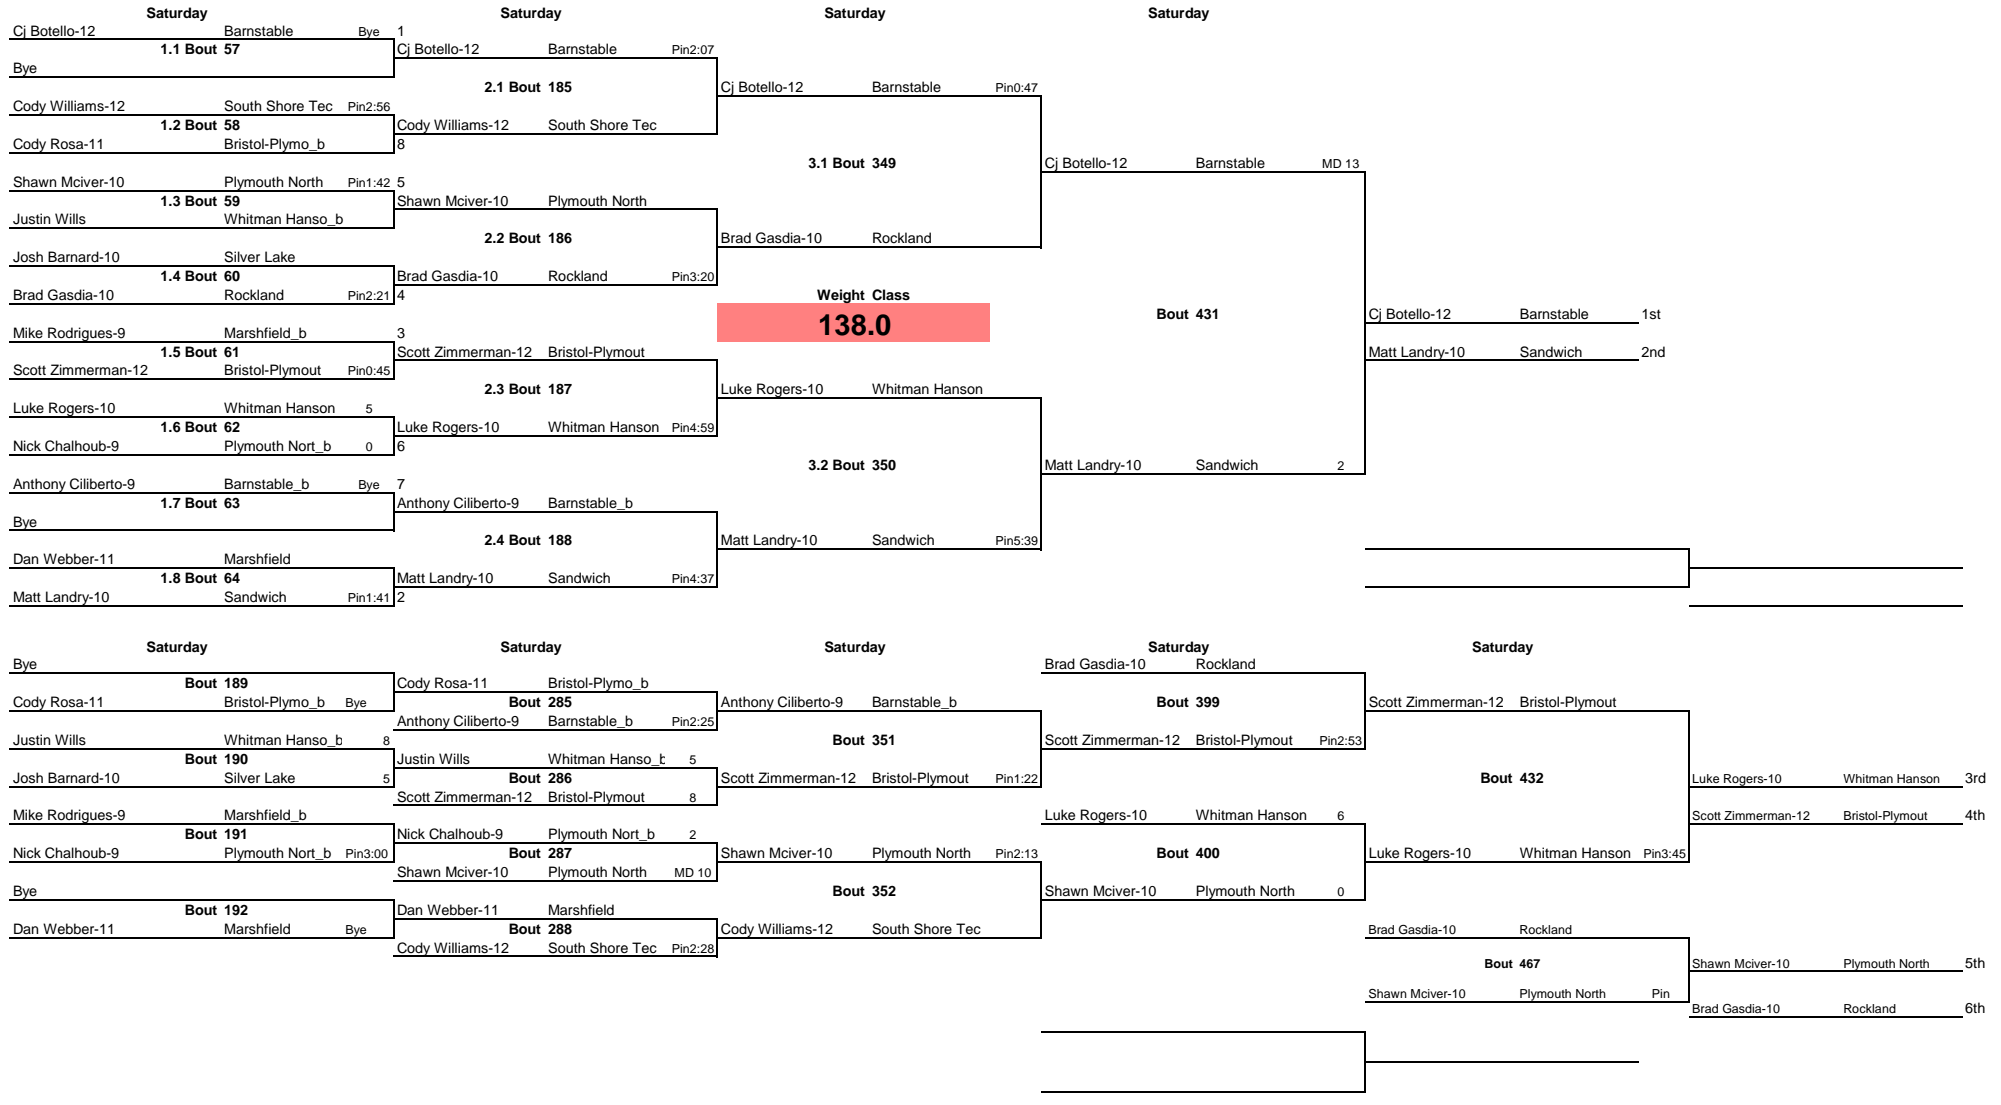 Saturday Saturday Saturday Saturday
Cj Botello-12 Barnstable Bye 1
1.1 Bout 57 Cj Botello-12 Barnstable Pin2:07
Bye
2.1 Bout 185 Cj Botello-12 Barnstable Pin0:47
Cody Williams-12 South Shore Tec Pin2:56
1.2 Bout 58 Cody Williams-12 South Shore Tec
Cody Rosa-11 Bristol-Plymo_b 8
3.1 Bout 349 Cj Botello-12 Barnstable MD 13
Shawn Mciver-10 Plymouth North Pin1:42 5
1.3 Bout 59 Shawn Mciver-10 Plymouth North
Justin Wills Whitman Hanso_b
2.2 Bout 186 Brad Gasdia-10 Rockland
Josh Barnard-10 Silver Lake
1.4 Bout 60 Brad Gasdia-10 Rockland Pin3:20
Brad Gasdia-10 Rockland Pin2:21 4 Weight Class
138.0 Bout 431 Cj Botello-12 Barnstable 1st
Mike Rodrigues-9 Marshfield_b 3
1.5 Bout 61 Scott Zimmerman-12 Bristol-Plymout Matt Landry-10 Sandwich 2nd
Scott Zimmerman-12 Bristol-Plymout Pin0:45
2.3 Bout 187 Luke Rogers-10 Whitman Hanson
Luke Rogers-10 Whitman Hanson 5
1.6 Bout 62 Luke Rogers-10 Whitman Hanson Pin4:59
Nick Chalhoub-9 Plymouth Nort_b 0 6
3.2 Bout 350 Matt Landry-10 Sandwich 2
Anthony Ciliberto-9 Barnstable_b Bye 7
1.7 Bout 63 Anthony Ciliberto-9 Barnstable_b
Bye
2.4 Bout 188 Matt Landry-10 Sandwich Pin5:39
Dan Webber-11 Marshfield
1.8 Bout 64 Matt Landry-10 Sandwich Pin4:37
Matt Landry-10 Sandwich Pin1:41 2
Saturday Saturday Saturday Saturday Saturday
Bye Brad Gasdia-10 Rockland
Bout 189 Cody Rosa-11 Bristol-Plymo_b
Cody Rosa-11 Bristol-Plymo_b Bye Bout 285 Anthony Ciliberto-9 Barnstable_b Bout 399 Scott Zimmerman-12 Bristol-Plymout
Anthony Ciliberto-9 Barnstable_b Pin2:25
Justin Wills Whitman Hanso_b 8 Bout 351 Scott Zimmerman-12 Bristol-Plymout Pin2:53
Bout 190 Justin Wills Whitman Hanso_b 5
Josh Barnard-10 Silver Lake 5 Bout 286 Scott Zimmerman-12 Bristol-Plymout Pin1:22 Bout 432 Luke Rogers-10 Whitman Hanson 3rd
Scott Zimmerman-12 Bristol-Plymout 8
Mike Rodrigues-9 Marshfield_b Luke Rogers-10 Whitman Hanson 6 Scott Zimmerman-12 Bristol-Plymout 4th
Bout 191 Nick Chalhoub-9 Plymouth Nort_b 2
Nick Chalhoub-9 Plymouth Nort_b Pin3:00 Bout 287 Shawn Mciver-10 Plymouth North Pin2:13 Bout 400 Luke Rogers-10 Whitman Hanson Pin3:45
Shawn Mciver-10 Plymouth North MD 10
Bye Bout 352 Shawn Mciver-10 Plymouth North 0
Bout 192 Dan Webber-11 Marshfield
Dan Webber-11 Marshfield Bye Bout 288 Cody Williams-12 South Shore Tec Brad Gasdia-10 Rockland
Cody Williams-12 South Shore Tec Pin2:28
Bout 467 Shawn Mciver-10 Plymouth North 5th
Shawn Mciver-10 Plymouth North Pin
Brad Gasdia-10 Rockland 6th